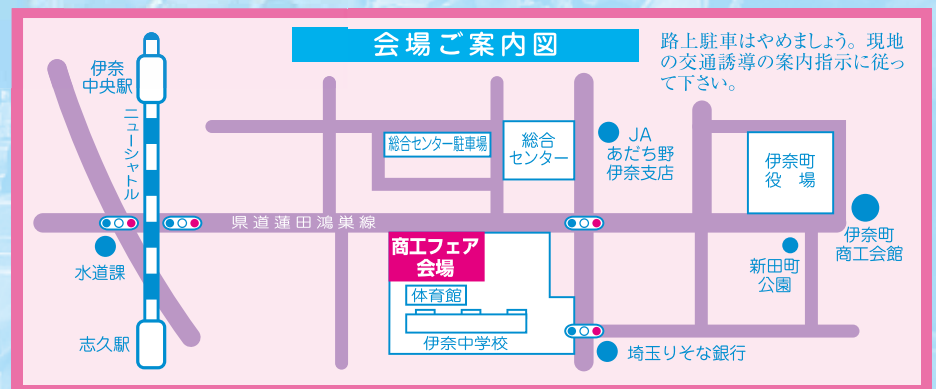 会場ご案内図
路上駐車はやめましょう。現地
の交通誘導の案内指示に従っ
て下さい。
伊奈
中央駅
ニューシャトル
総合センター駐車場
総合
センター
JA
あだち野
伊奈支店
伊奈町
役　場
県道蓮田鴻巣線
水道課
商工フェア
会場
体育館
伊奈中学校
新田町
公園
伊奈町
商工会館
志久駅
埼玉りそな銀行